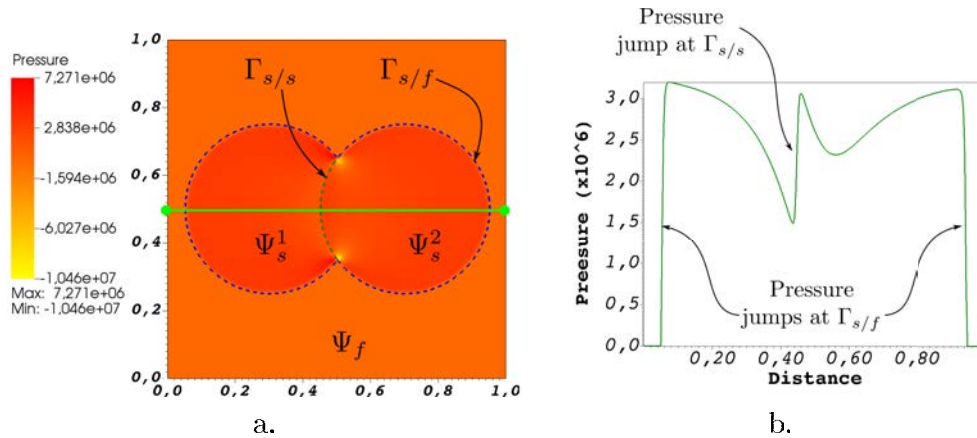 Pressure
7,271e+06
2.838e+06
-1,594e+06
-6,027e+06
-1,046e+07
Max: 7,271e+06
Min: -1,046e+07
1,0
0,8
0,6
0,4
0,2
0,0
0,0 0,2 0,4 0,6 0,8 1,0
Γs/s
Γs/f
Ψ¹s
Ψ²s
Ψf
a.
Pressure
jump at Γs/s
Preesure (x10^6)
3,0
2,5
2,0
1,5
1,0
0,5
0,0
Pressure
jumps at Γs/f
0,20 0,40 0,60 0,80
Distance
b.